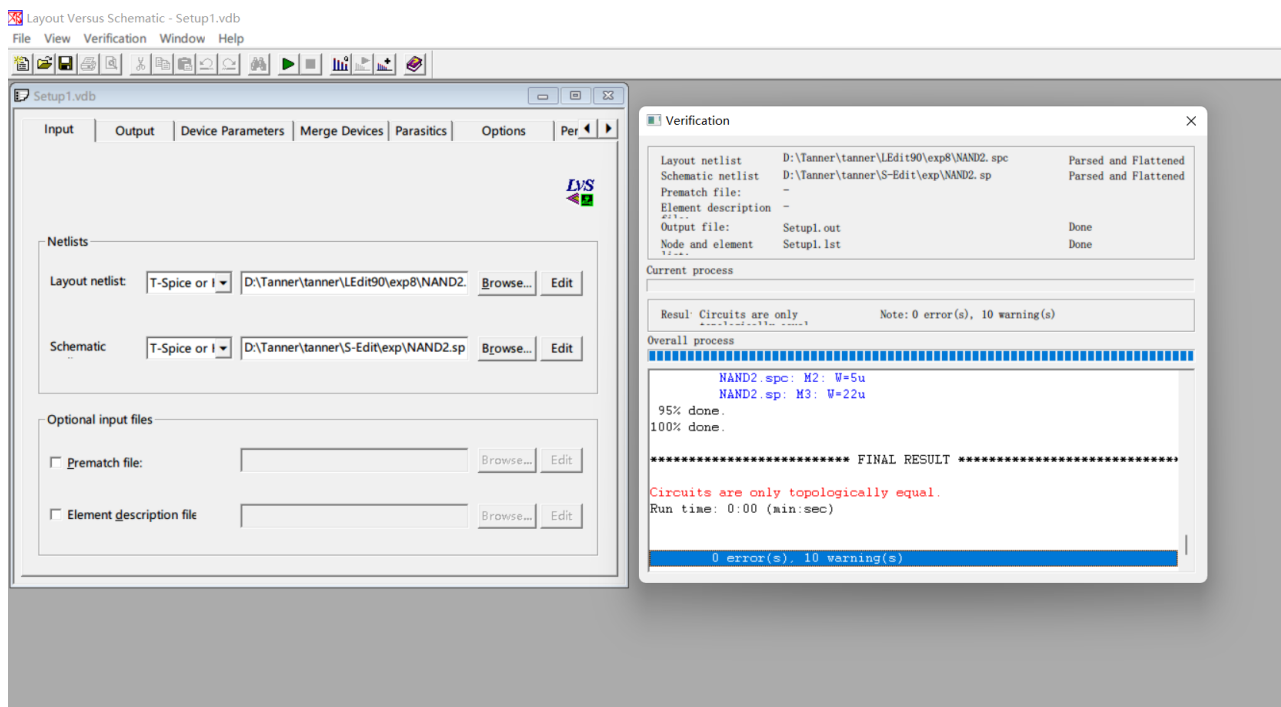 Layout Versus Schematic - Setup1.vdb
File View Verification Window Help
Setup1.vdb
Input Output Device Parameters Merge Devices Parasitics Options Per
LVS
Netlists
Layout netlist: T-Spice or D:\Tanner\tanner\LEdit90\exp8\NAND2. Browse... Edit
Schematic T-Spice or D:\Tanner\tanner\S-Edit\exp\NAND2.sp Browse... Edit
Optional input files
Prematch file: Browse... Edit
Element description file Browse... Edit
Verification
Layout netlist D:\Tanner\tanner\LEdit90\exp8\NAND2.spc Parsed and Flattened
Schematic netlist D:\Tanner\tanner\S-Edit\exp\NAND2.sp Parsed and Flattened
Prematch file: -
Element description -
Output file: Setup1.out Done
Node and element Setup1.lst Done
Current process
Resul Circuits are only Note: 0 error(s), 10 warning(s)
Overall process
NAND2.spc: M2: W=5u
NAND2.sp: M3: W=22u
95% done.
100% done.
************************** FINAL RESULT *****************************
Circuits are only topologically equal.
Run time: 0:00 (min:sec)
0 error(s), 10 warning(s)